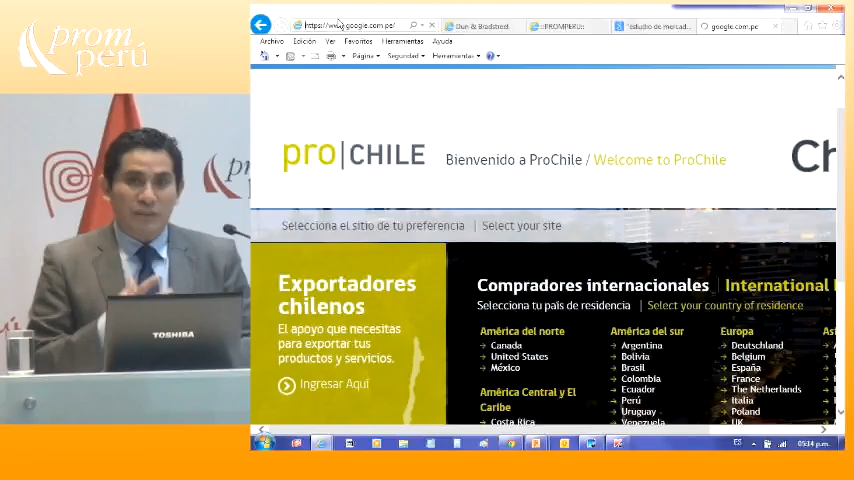 prom
perú
https://www.google.com.pe/
Dun & Bradstreet
::PROMPERU::
"estudio de mercad...
google.com.pe
Archivo Edición Ver Favoritos Herramientas Ayuda
Página Seguridad Herramientas
pro|CHILE
Bienvenido a ProChile / Welcome to ProChile
Ch
Selecciona el sitio de tu preferencia | Select your site
Exportadores
chilenos
El apoyo que necesitas
para exportar tus
productos y servicios.
Ingresar Aquí
Compradores internacionales | International
Selecciona tu país de residencia | Select your country of residence
América del norte
Canada
United States
México
América Central y El
Caribe
Costa Rica
América del sur
Argentina
Bolivia
Brasil
Colombia
Ecuador
Perú
Uruguay
Venezuela
Europa
Deutschland
Belgium
España
France
The Netherlands
Italia
Poland
UK
As
TOSHIBA
ES
05:14 p.m.